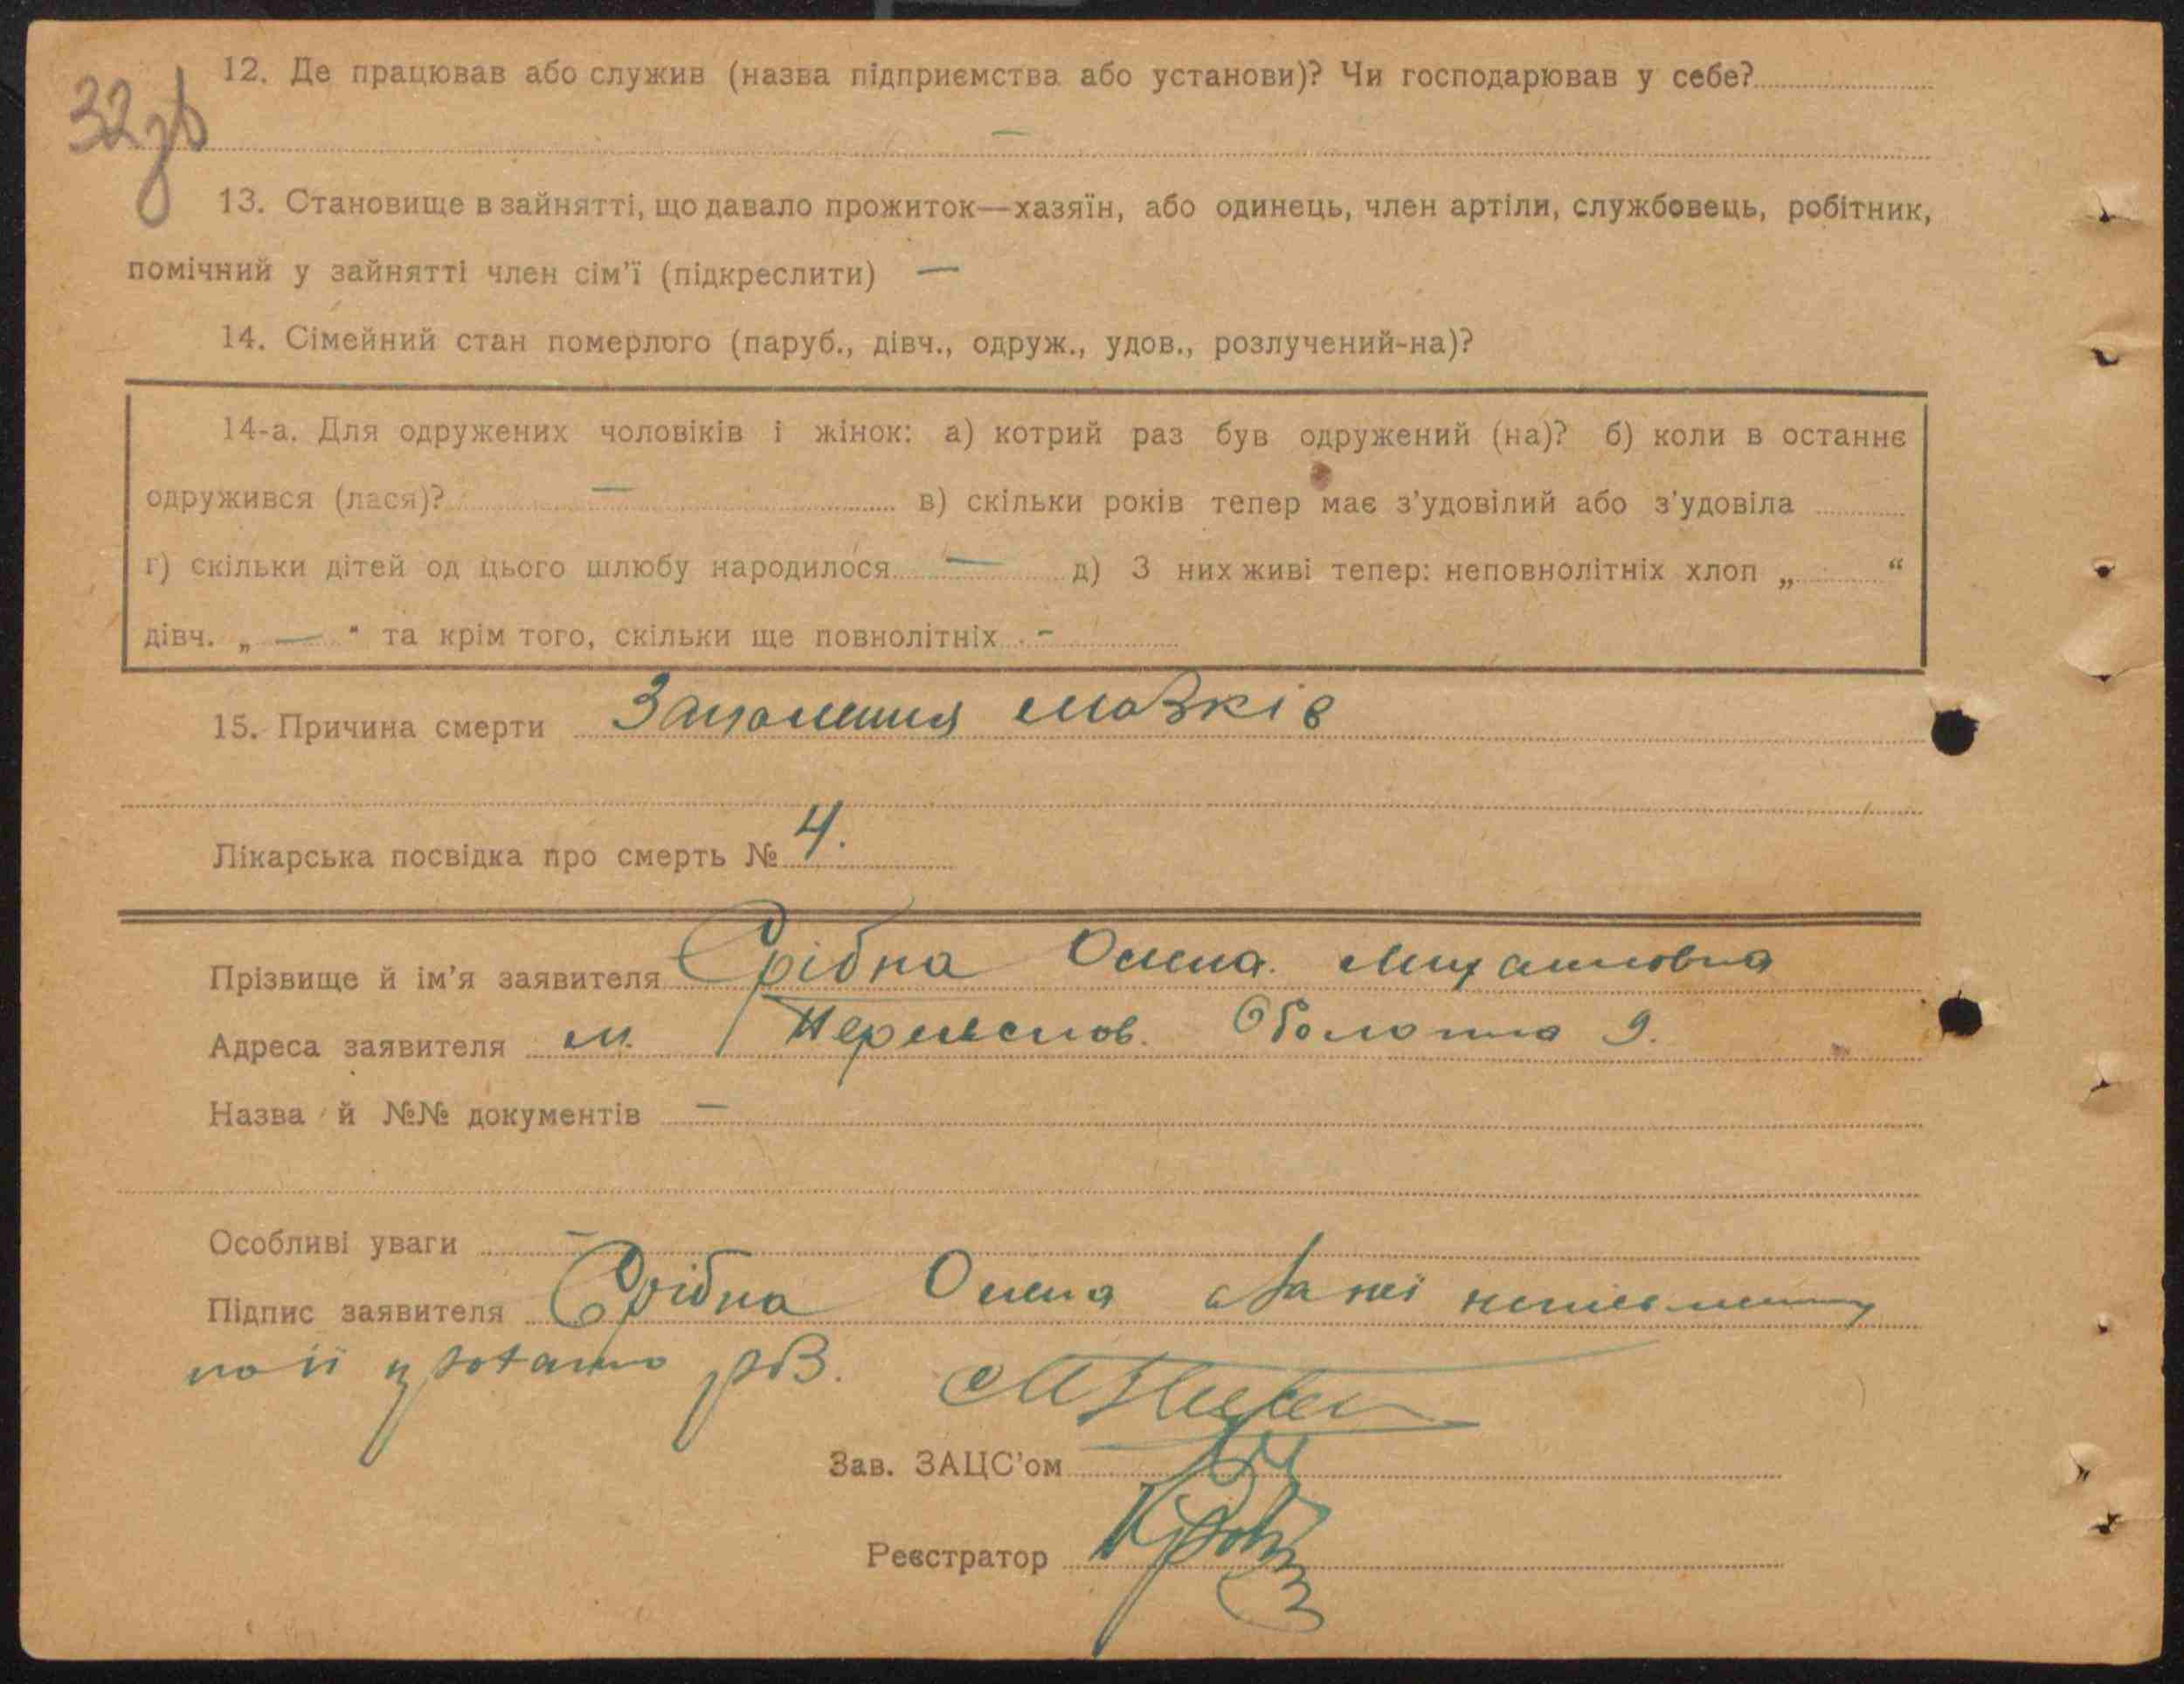 32зв
12. Де працював або служив (назва підприємства або установи)? Чи господарював у себе?
—
13. Становище в зайнятті, що давало прожиток—хазяїн, або одинець, член артіли, службовець, робітник,
помічний у зайнятті член сім'ї (підкреслити) —
14. Сімейний стан померлого (паруб., дівч., одруж., удов., розлучений-на)?
14-а. Для одружених чоловіків і жінок: а) котрий раз був одружений (на)? б) коли в останнє
одружився (лася)? — в) скільки років тепер має з'удовілий або з'удовіла
г) скільки дітей од цього шлюбу народилося — д) З них живі тепер: неповнолітніх хлоп „ “
дівч. „ — “ та крім того, скільки ще повнолітніх -
15. Причина смерти Запалення мозків
Лікарська посвідка про смерть № 4.
Прізвище й ім'я заявителя Срібна Олена
Адреса заявителя м. 9.
Назва й №№ документів —
Особливі уваги —
Підпис заявителя Срібна Олена
Зав. ЗАЦС'ом
Реєстратор